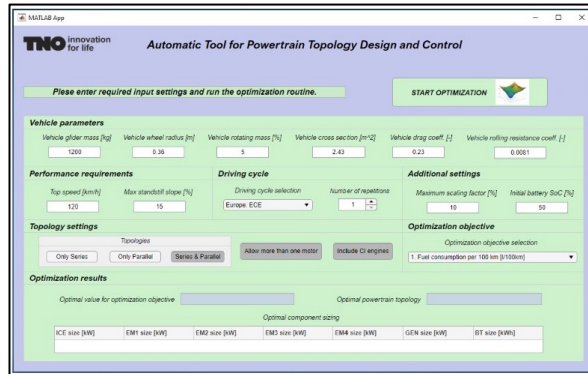 MATLAB App
TNO innovation for life
Automatic Tool for Powertrain Topology Design and Control
Please enter required input settings and run the optimization routine.
START OPTIMIZATION
Vehicle parameters
Vehicle glider mass [kg] Vehicle wheel radius [m] Vehicle rotating mass [%] Vehicle cross section [m^2] Vehicle drag coeff. [-] Vehicle rolling resistance coeff. [-]
1200 0.36 5 2.43 0.23 0.0081
Performance requirements Driving cycle Additional settings
Top speed [km/h] Max standstill slope [%] Driving cycle selection Number of repetitions Maximum scaling factor [%] Initial battery SoC [%]
120 15 Europe: ECE 1 10 50
Topology settings Optimization objective
Topologies
Only Series Only Parallel Series & Parallel Allow more than one motor Include CI engines
Optimization objective selection
1. Fuel consumption per 100 km [l/100km]
Optimization results
Optimal value for optimization objective Optimal powertrain topology
Optimal component sizing
ICE size [kW] EM1 size [kW] EM2 size [kW] EM3 size [kW] EM4 size [kW] GEN size [kW] BT size [kWh]